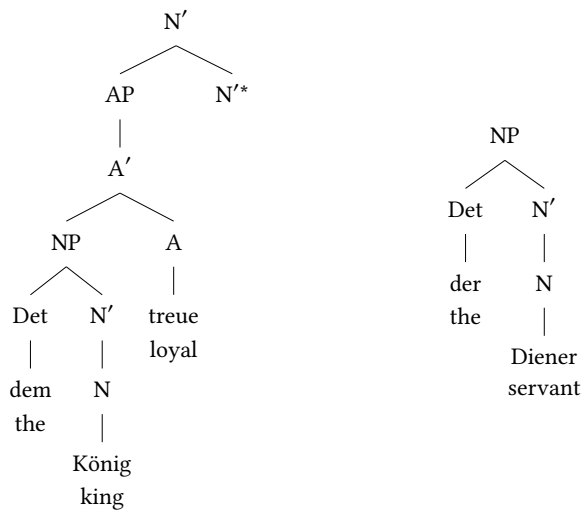 N′
AP N′*
A′
NP A
Det N′ treue
loyal
dem
the
N
König
king
NP
Det N′
der
the
N
Diener
servant